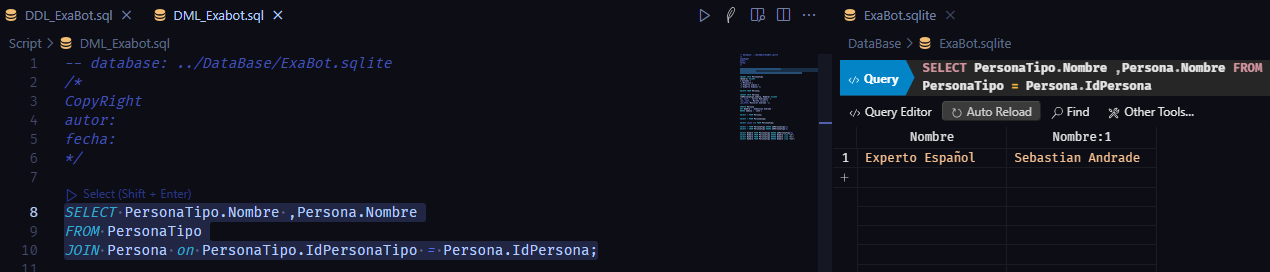 DDL_ExaBot.sql
DML_Exabot.sql
Script > DML_Exabot.sql
1 -- database: ../DataBase/ExaBot.sqlite
2 /*
3 CopyRight
4 autor:
5 fecha:
6 */
7
Select (Shift + Enter)
8 SELECT PersonaTipo.Nombre ,Persona.Nombre
9 FROM PersonaTipo
10 JOIN Persona on PersonaTipo.IdPersonaTipo = Persona.IdPersona;
11
ExaBot.sqlite
DataBase > ExaBot.sqlite
Query
SELECT PersonaTipo.Nombre ,Persona.Nombre FROM
PersonaTipo = Persona.IdPersona
Query Editor Auto Reload Find Other Tools...
Nombre Nombre:1
1 Experto Español Sebastian Andrade
+